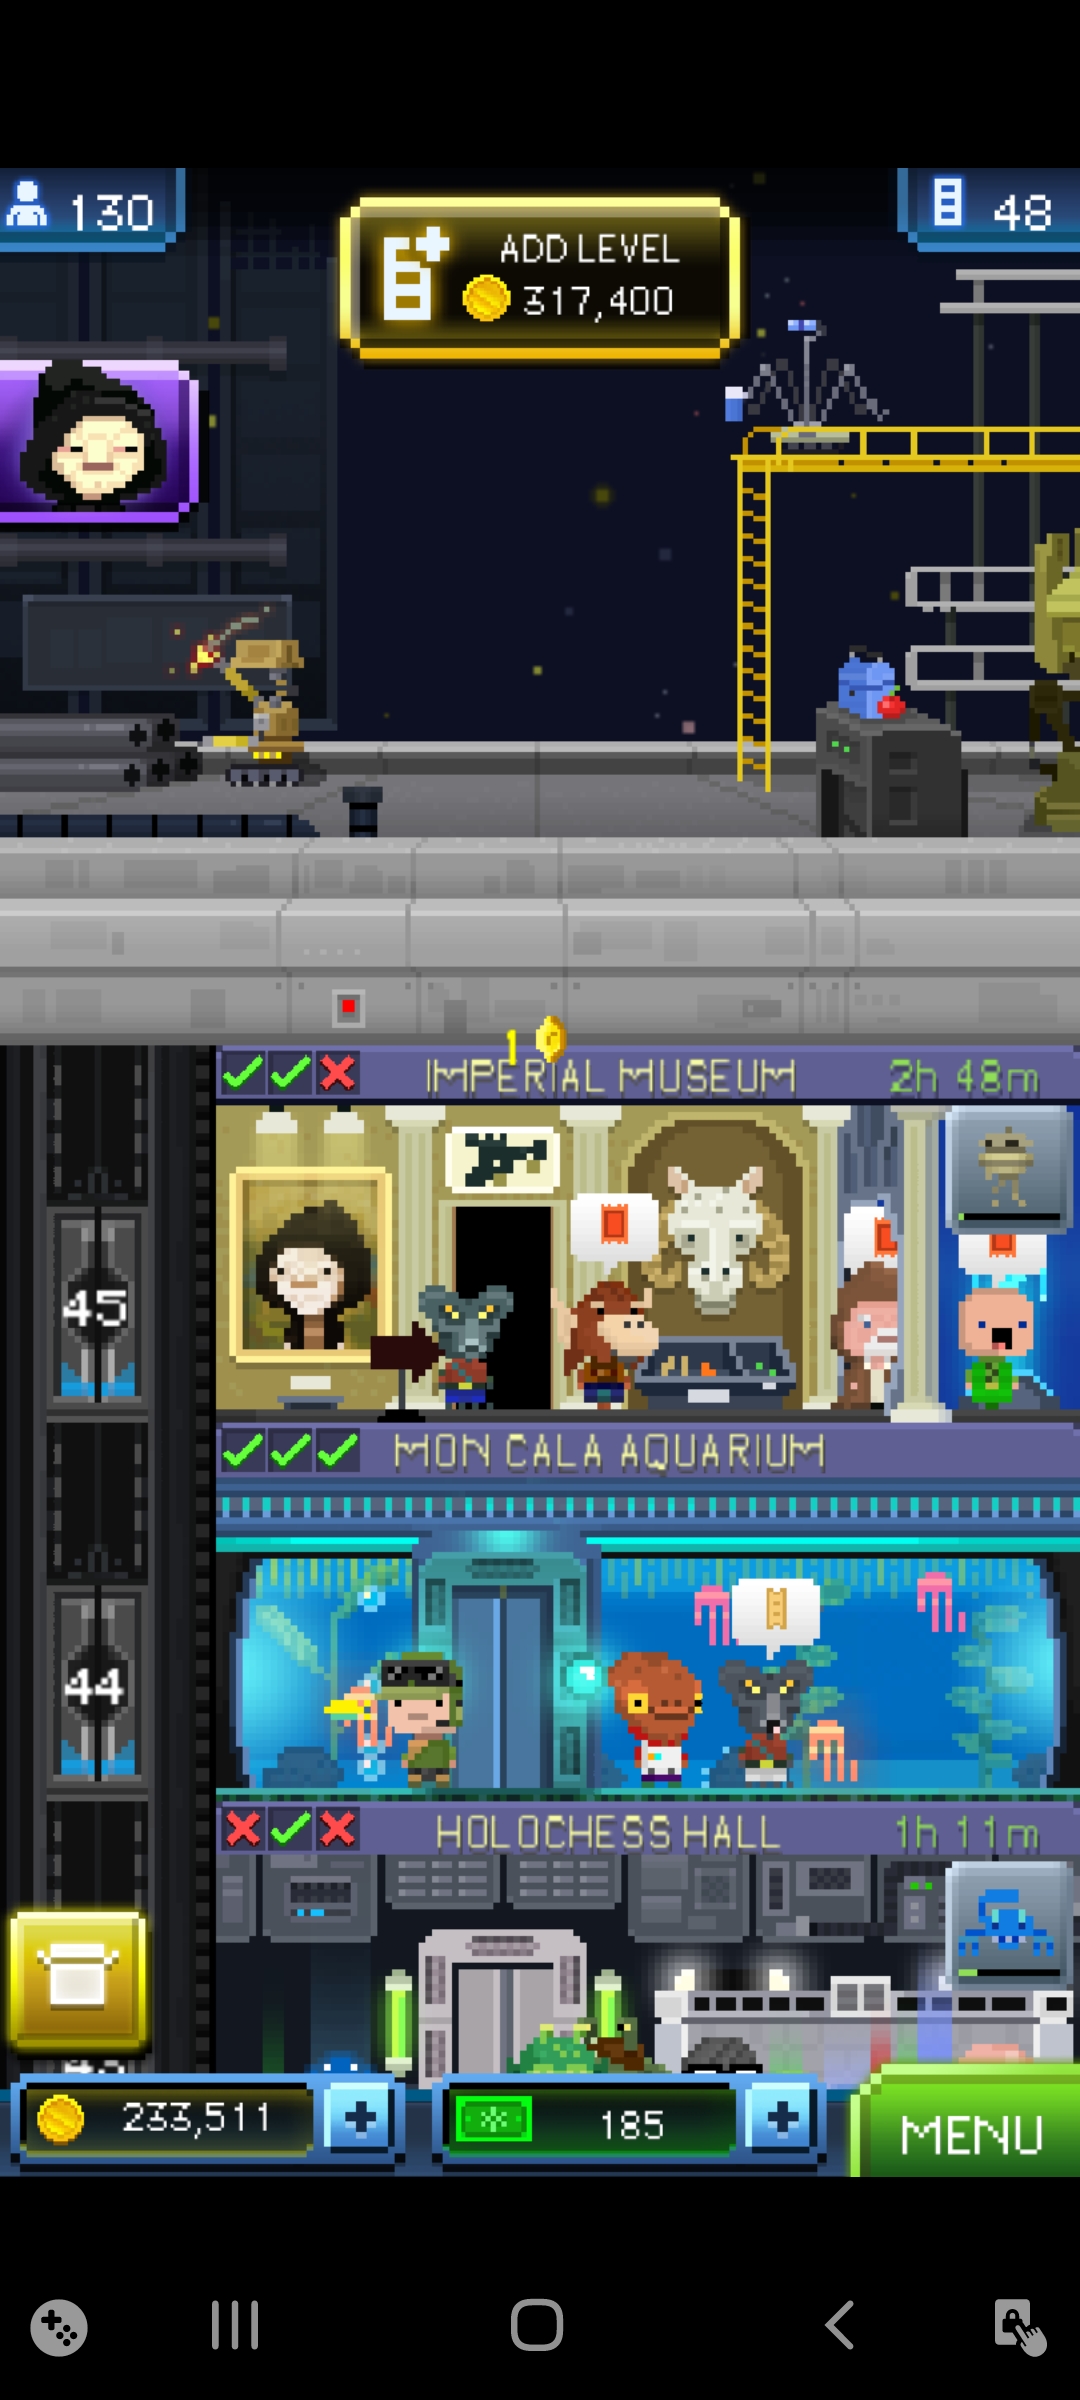 130
ADD LEVEL
317,400
48
1
IMPERIAL MUSEUM
2h 48m
45
MON CALA AQUARIUM
44
HOLOCHESS HALL
1h 11m
233,511
185
MENU